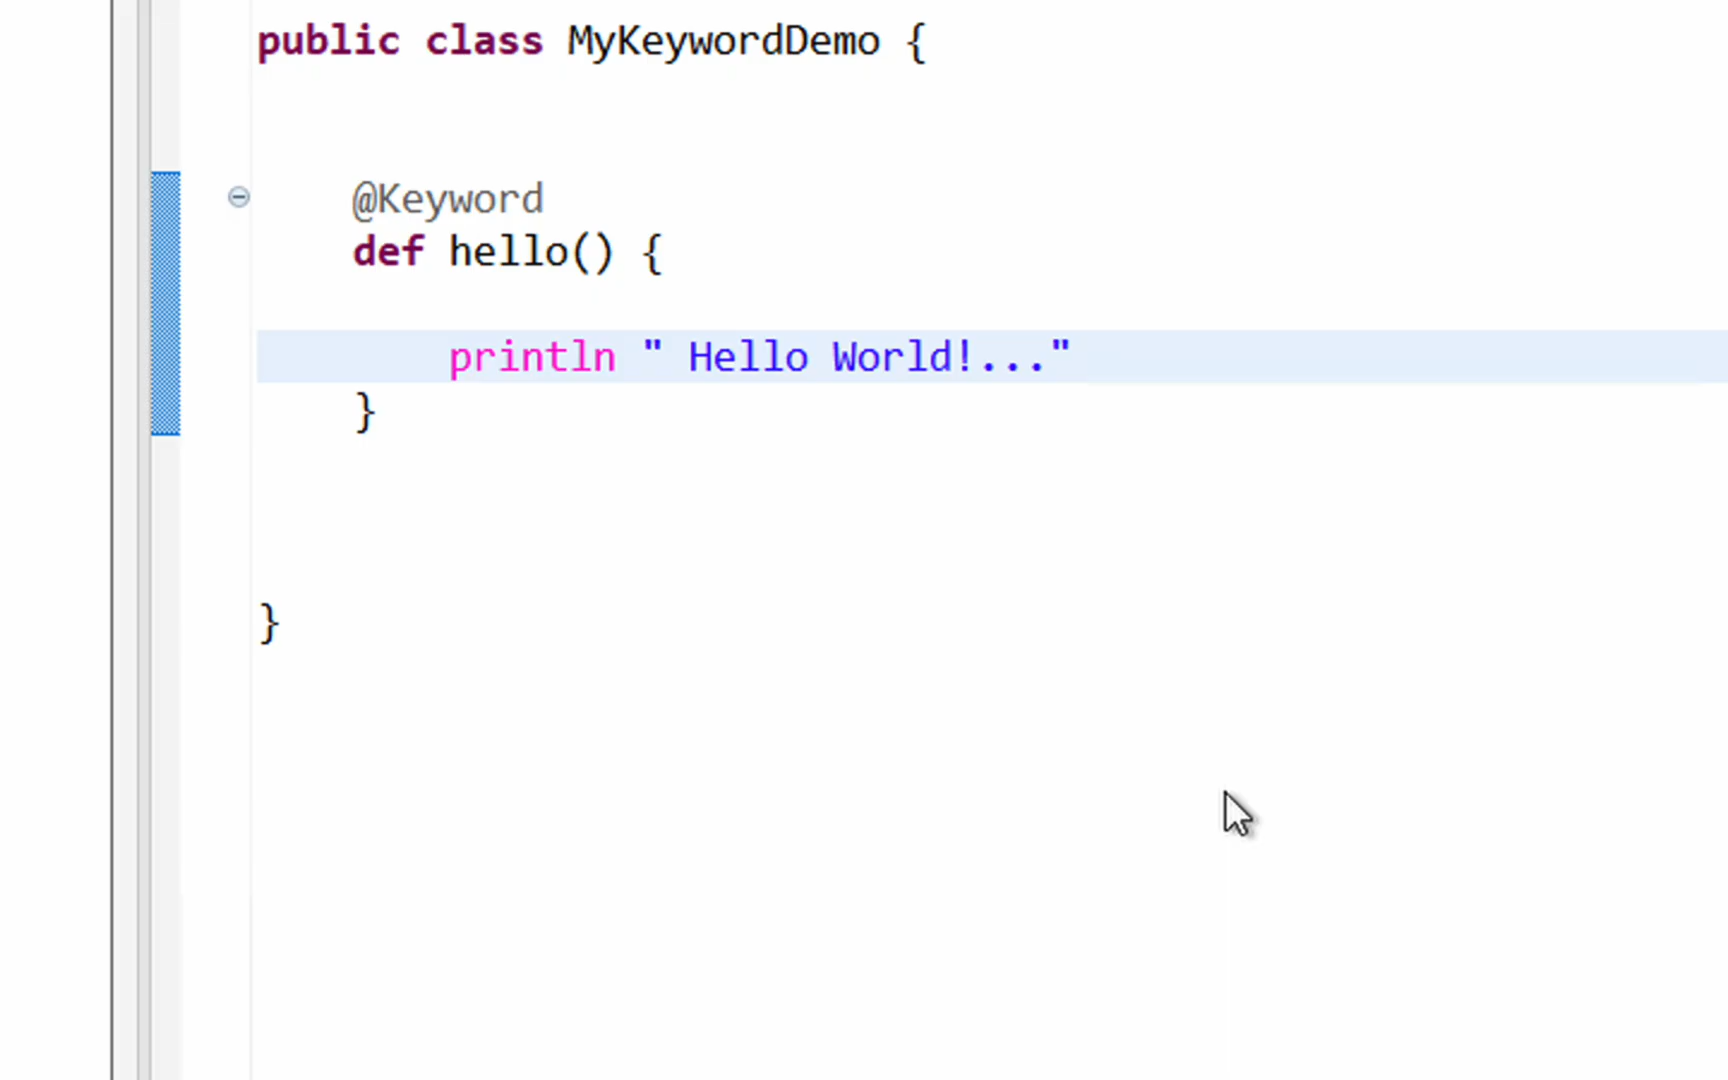 public class MyKeywordDemo {
@Keyword
def hello() {
println " Hello World!..."
}
}